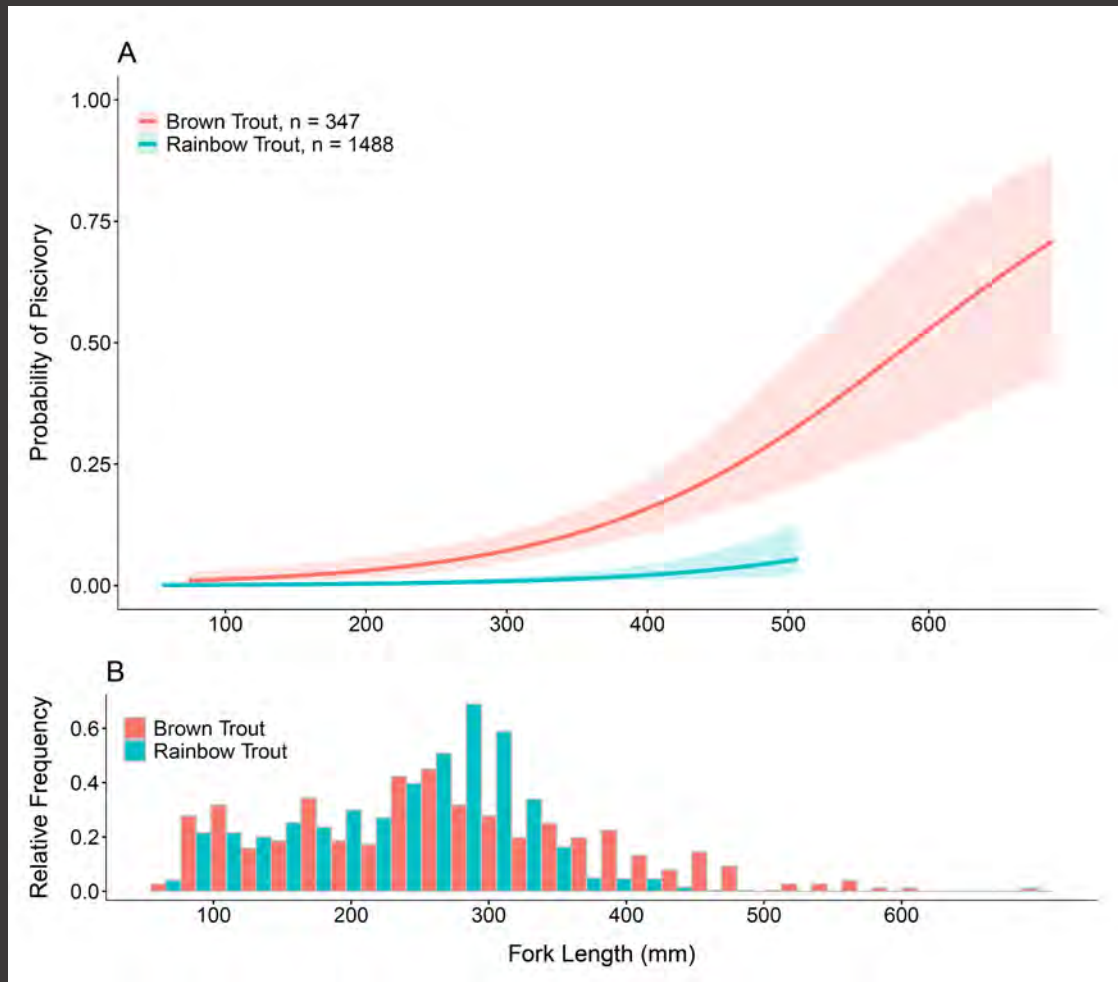 A
1.00
Brown Trout, n = 347
Rainbow Trout, n = 1488
0.75
0.50
0.25
0.00
Probability of Piscivory
100 200 300 400 500 600
B
Brown Trout
Rainbow Trout
0.6
0.4
0.2
0.0
Relative Frequency
100 200 300 400 500 600
Fork Length (mm)